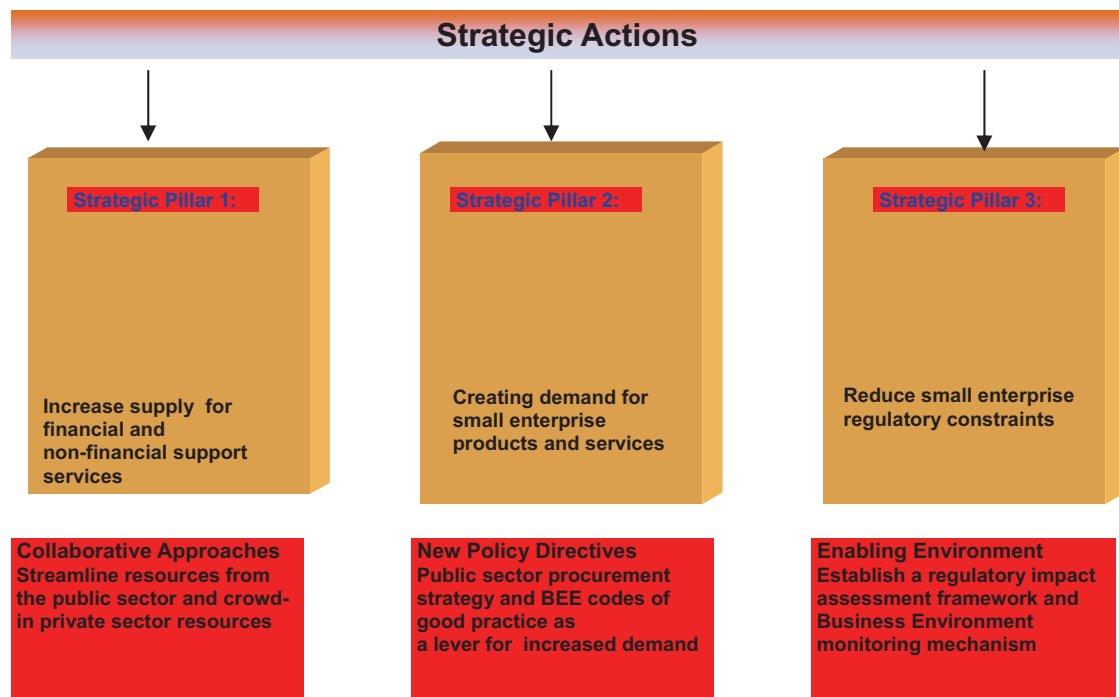 Strategic Actions
Strategic Pillar 1:
Increase supply for
financial and
non-financial support
services
Collaborative Approaches
Streamline resources from
the public sector and crowd-
in private sector resources
Strategic Pillar 2:
Creating demand for
small enterprise
products and services
New Policy Directives
Public sector procurement
strategy and BEE codes of
good practice as
a lever for increased demand
Strategic Pillar 3:
Reduce small enterprise
regulatory constraints
Enabling Environment
Establish a regulatory impact
assessment framework and
Business Environment
monitoring mechanism